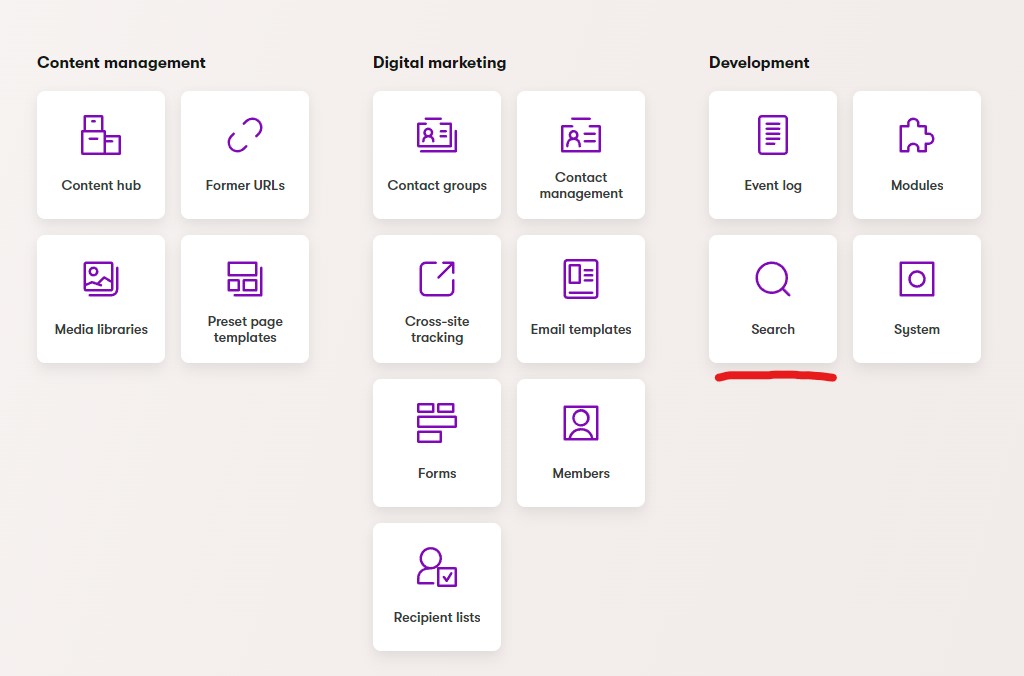 Content management
Content hub
Former URLs
Media libraries
Preset page
templates
Digital marketing
Contact groups
Contact
management
Cross-site
tracking
Email templates
Forms
Members
Recipient lists
Development
Event log
Modules
Search
System